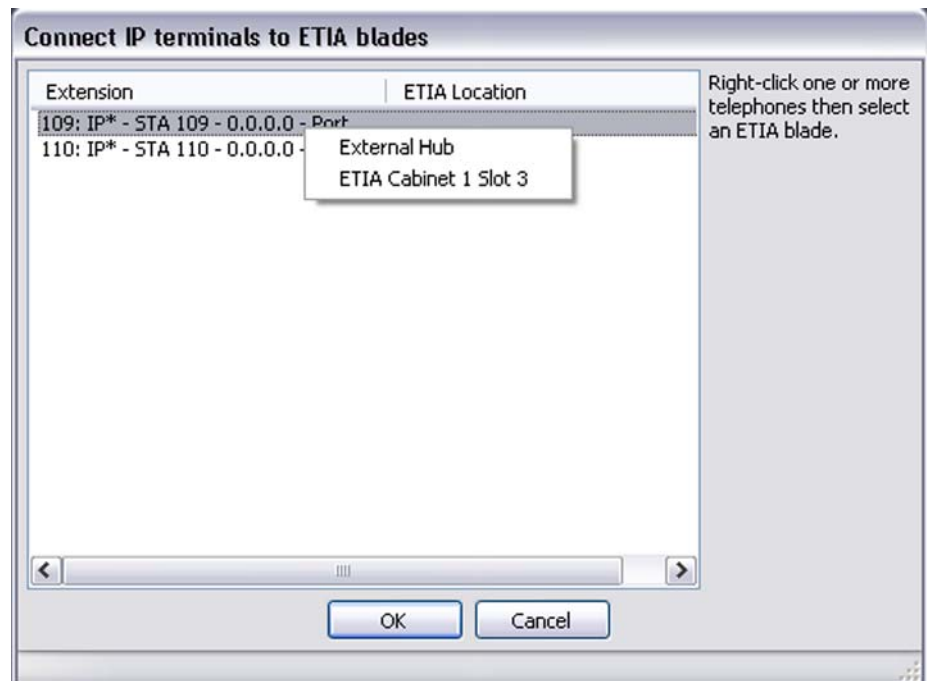 Connect IP terminals to ETIA blades
Extension
ETIA Location
Right-click one or more
telephones then select
an ETIA blade.
109: IP* - STA 109 - 0.0.0.0 - Port
110: IP* - STA 110 - 0.0.0.0 -
External Hub
ETIA Cabinet 1 Slot 3
OK
Cancel